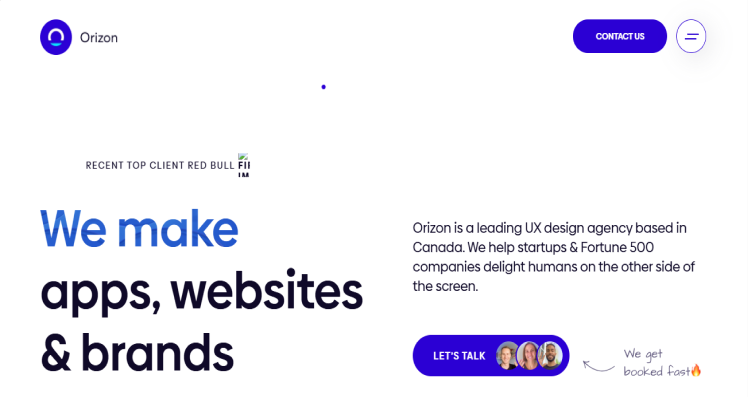 Orizon
CONTACT US
RECENT TOP CLIENT RED BULL
We make
apps, websites
& brands
Orizon is a leading UX design agency based in
Canada. We help startups & Fortune 500
companies delight humans on the other side of
the screen.
LET'S TALK
We get
booked fast🔥